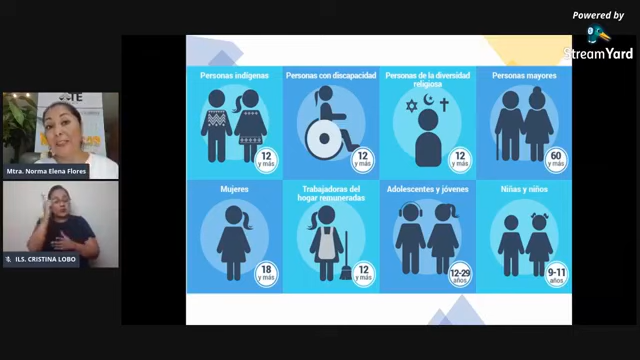 Powered by
StreamYard
Personas indígenas
12
y más
Personas con discapacidad
12
y más
Personas de la diversidad
religiosa
12
y más
Personas mayores
60
y más
Mujeres
18
y más
Trabajadoras del
hogar remuneradas
12
y más
Adolescentes y jóvenes
12-29
años
Niñas y niños
9-11
años
Mtra. Norma Elena Flores
ILS. CRISTINA LOBO